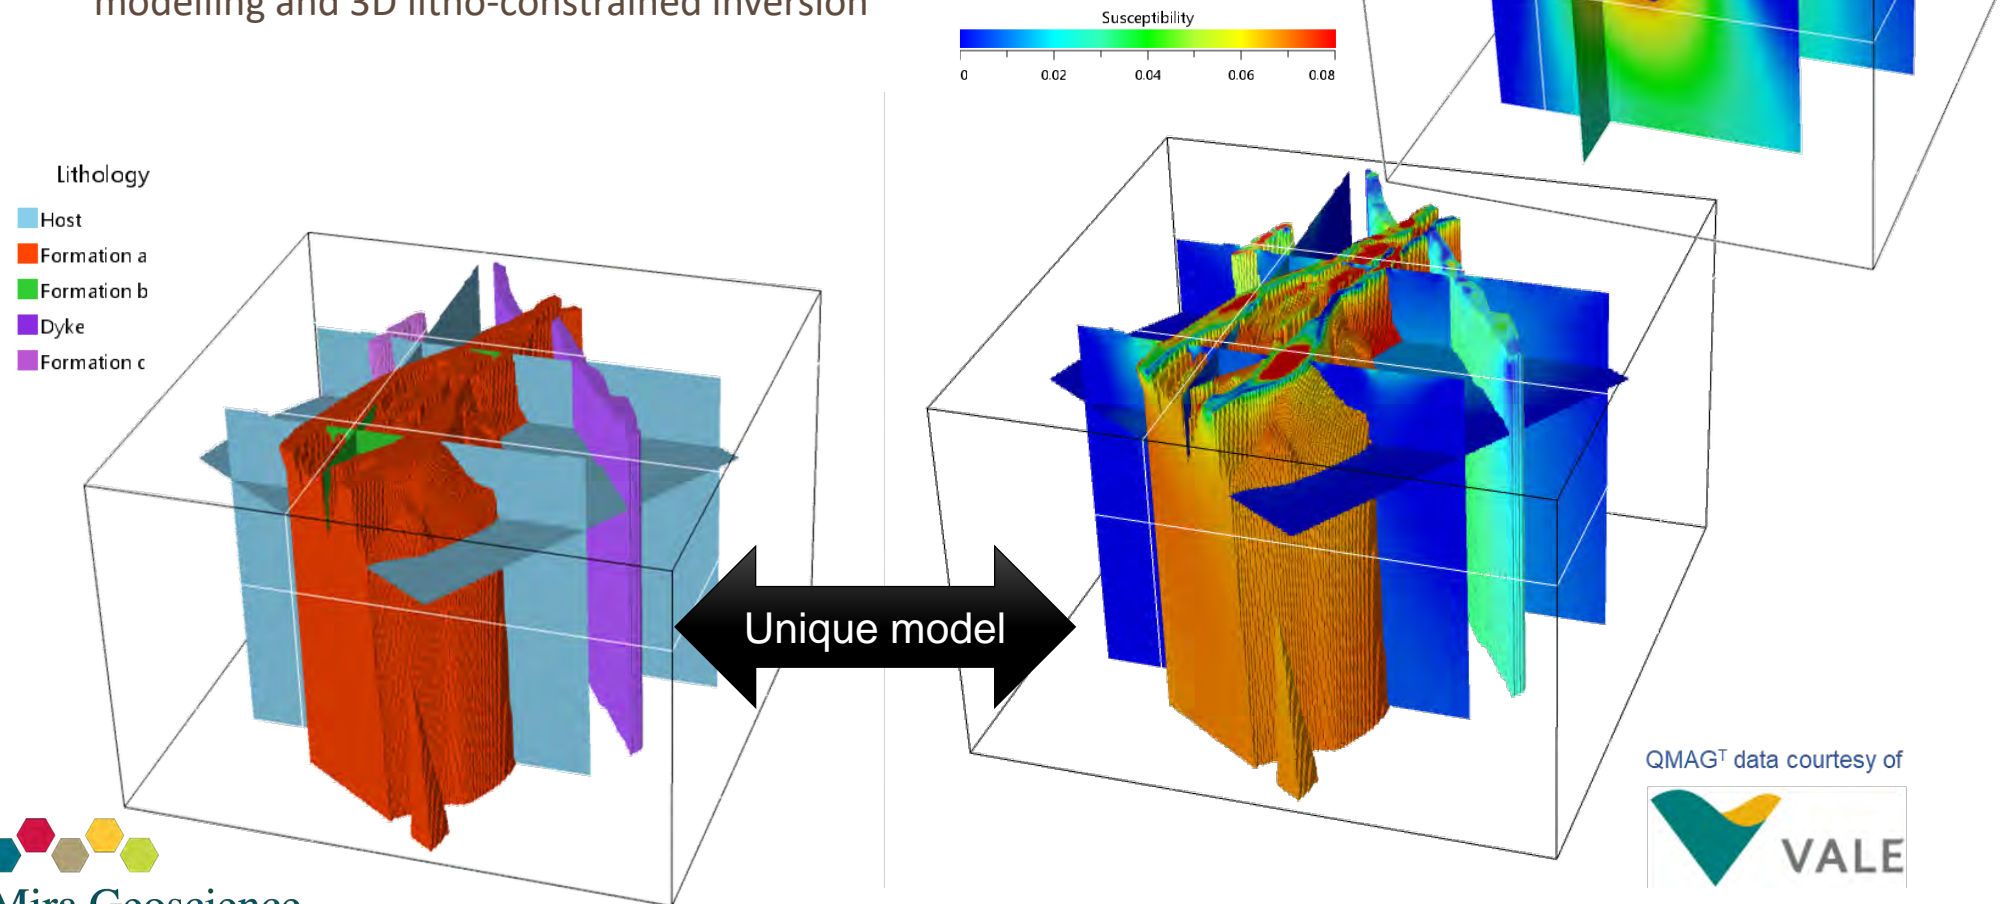 modelling and 3D litho-constrained inversion
Susceptibility
0 0.02 0.04 0.06 0.08
Lithology
Host
Formation a
Formation b
Dyke
Formation c
Unique model
QMAGᵀ data courtesy of
VALE
Mira Geoscience